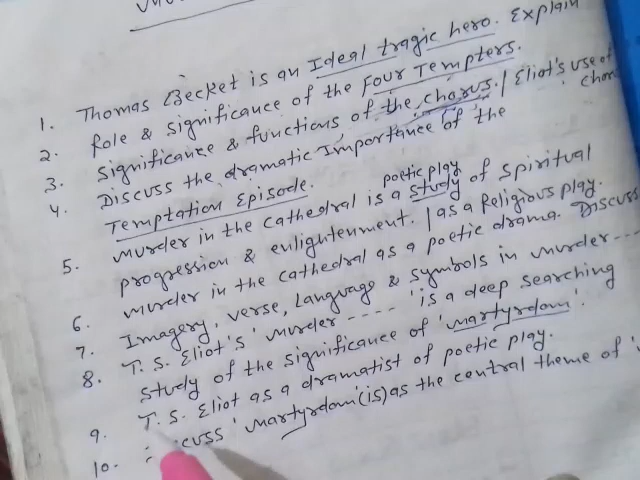 1. Thomas Becket is an Ideal tragic hero. Explain
2. Role & significance of the Four Tempters.
3. significance & functions of the chorus. / Eliot's use of
chor
4. Discuss the dramatic Importance of the
Temptation Episode.
poetic play
5. murder in the cathedral is a study of spiritual
progression & enlightenment. / as a Religious play.
6. murder in the cathedral as a poetic drama. Discuss
7. Imagery, verse, Language & symbols in murder ----
8. T. S. Eliot's 'murder ---- ' is a deep searching
study of the significance of 'martyrdom'.
9. T. S. Eliot as a dramatist of poetic play.
10. cuss 'martyrdom' (is) as the central theme of '